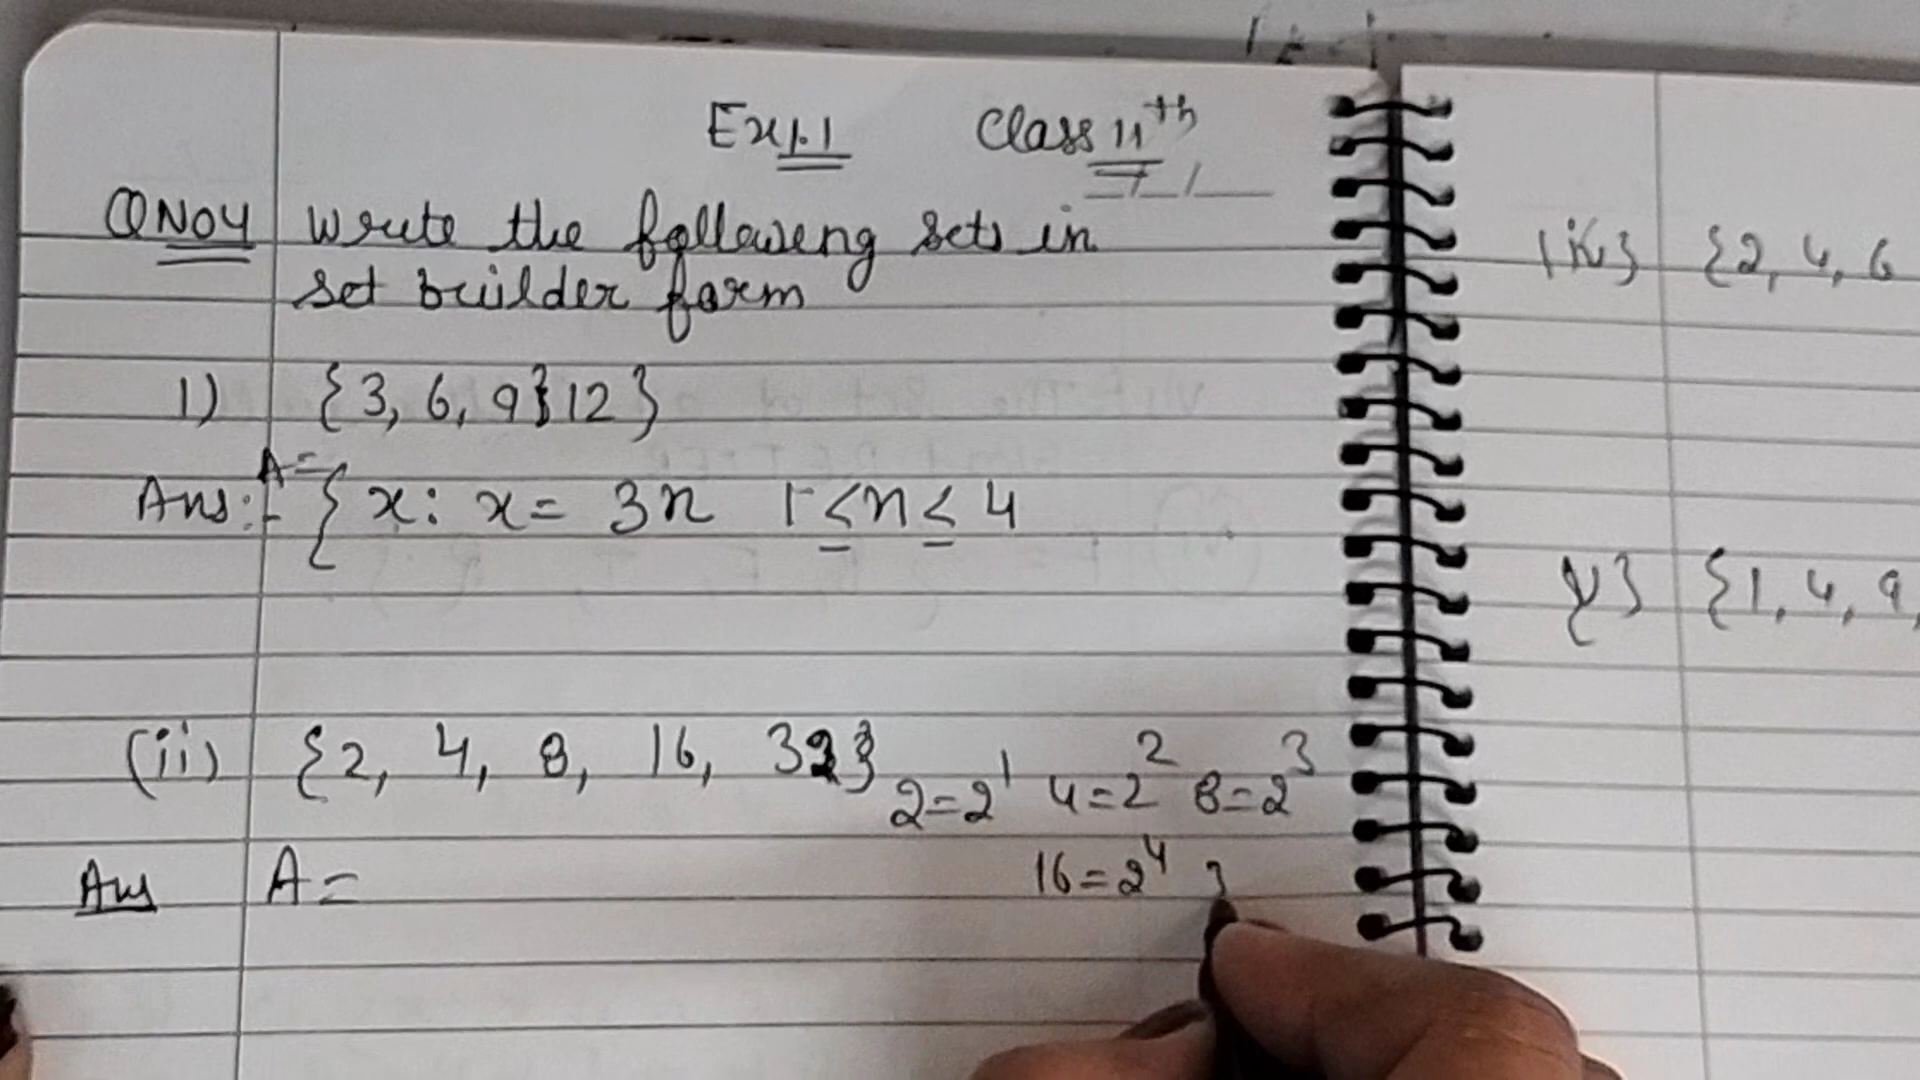 Ex 1.1 Class 11th
Q NO 4 Write the following sets in
set builder form
1) {3, 6, 9}12}
A=
Ans:- { x: x = 3n 1 ≤ n ≤ 4
(ii) {2, 4, 8, 16, 32}
2=2¹ 4=2² 8=2³
16=2⁴
Ans A=
{2, 4, 6
v} {1, 4, 9,